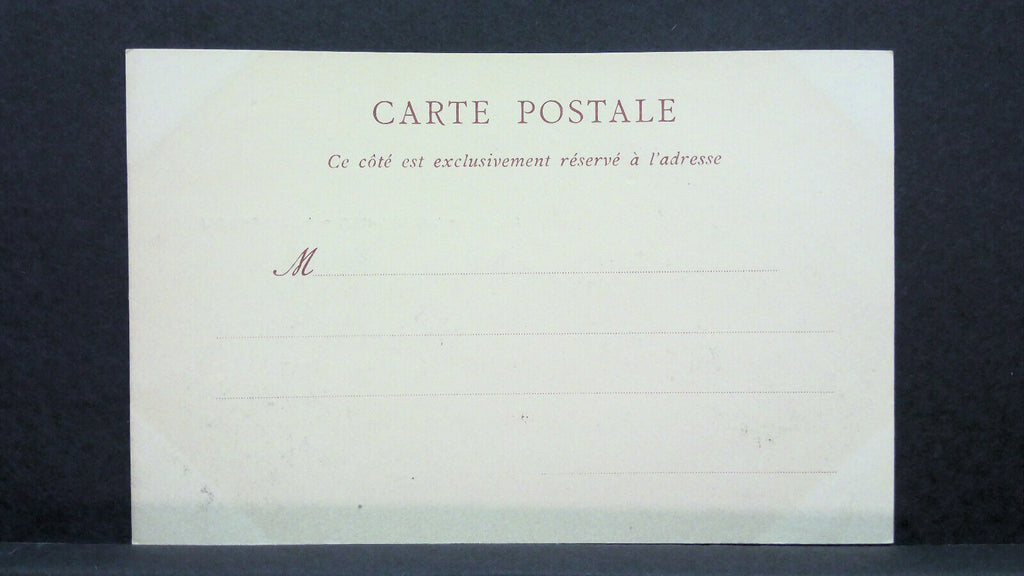 CARTE POSTALE
Ce côté est exclusivement réservé à l'adresse
M